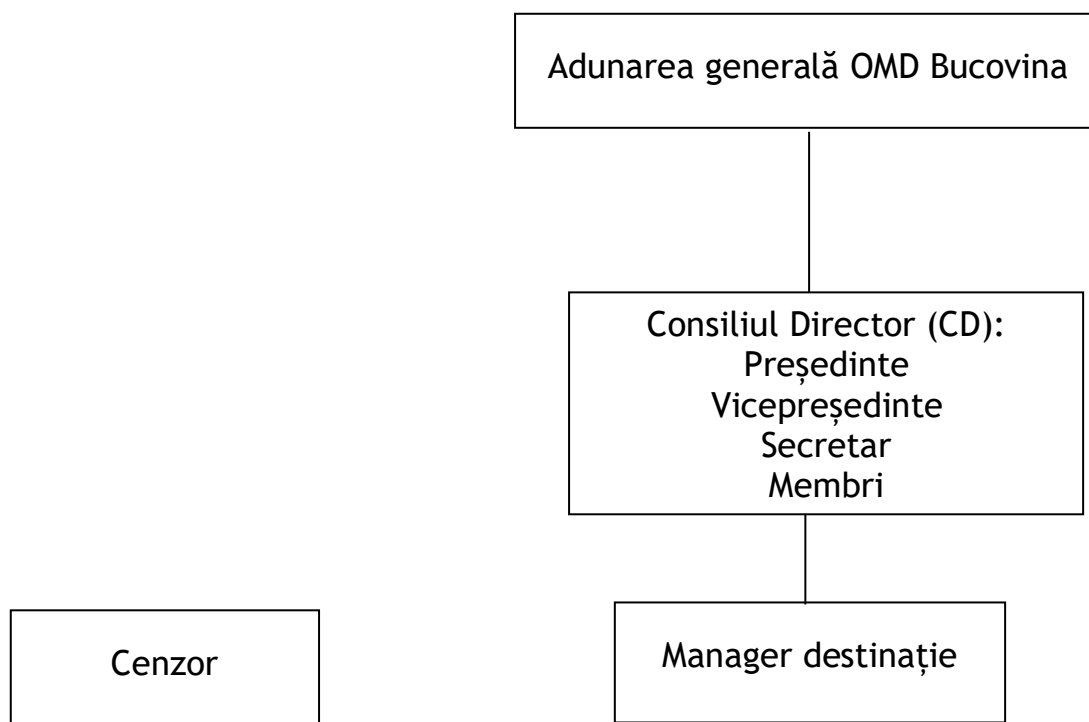 Adunarea generală OMD Bucovina
Consiliul Director (CD):
Președinte
Vicepreședinte
Secretar
Membri
Cenzor
Manager destinație